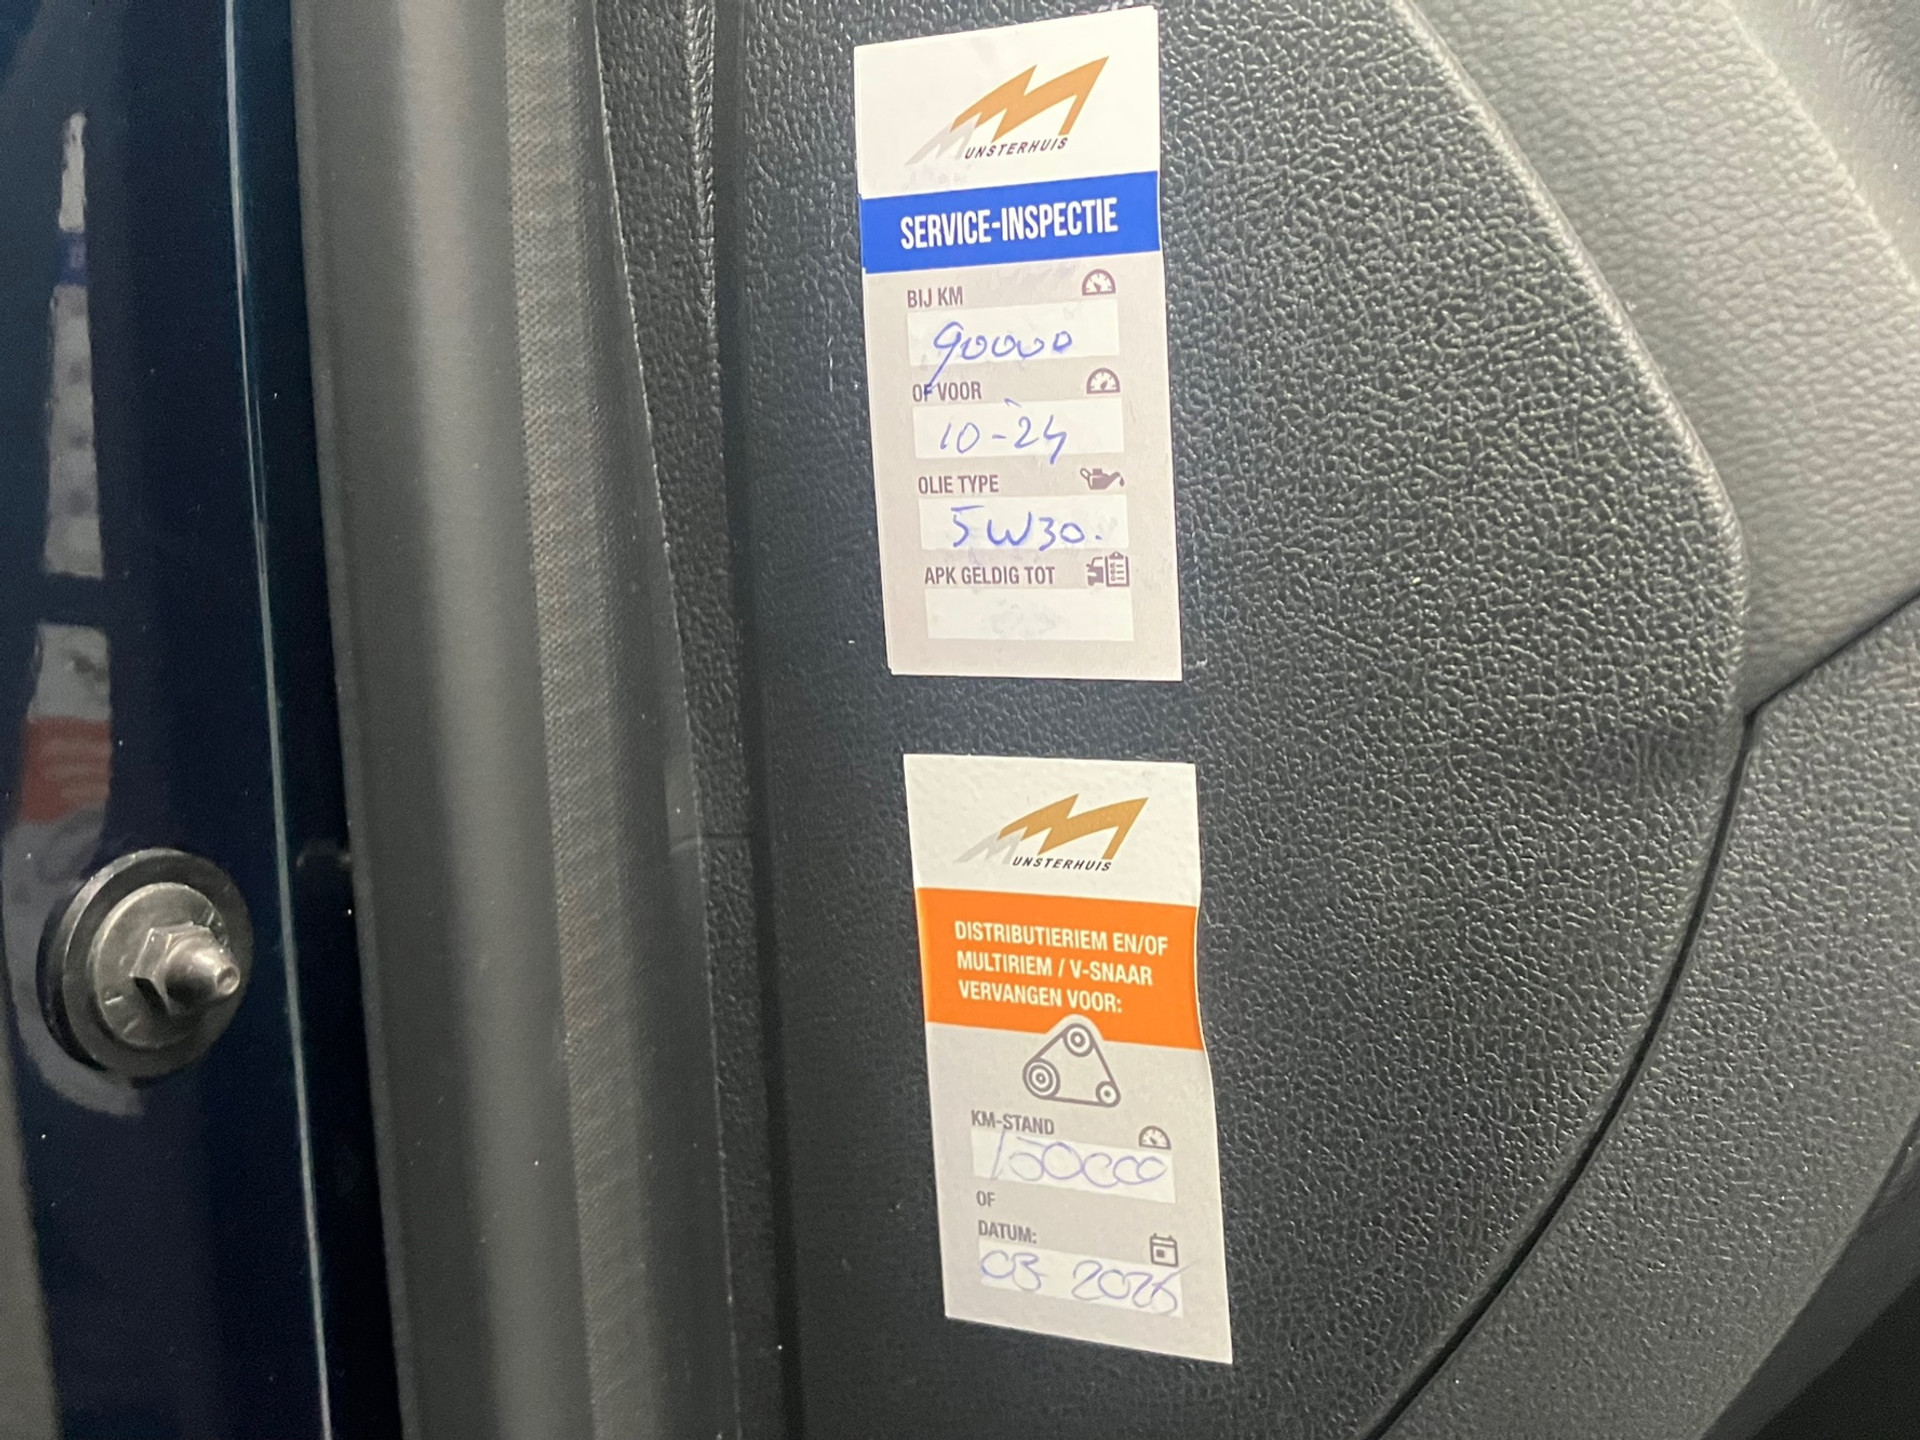 MUNSTERHUIS
SERVICE-INSPECTIE
BIJ KM
90000
OF VOOR
10-24
OLIE TYPE
5W30.
APK GELDIG TOT
MUNSTERHUIS
DISTRIBUTIERIEM EN/OF
MULTIRIEM / V-SNAAR
VERVANGEN VOOR:
KM-STAND
150000
OF
DATUM:
03-2026